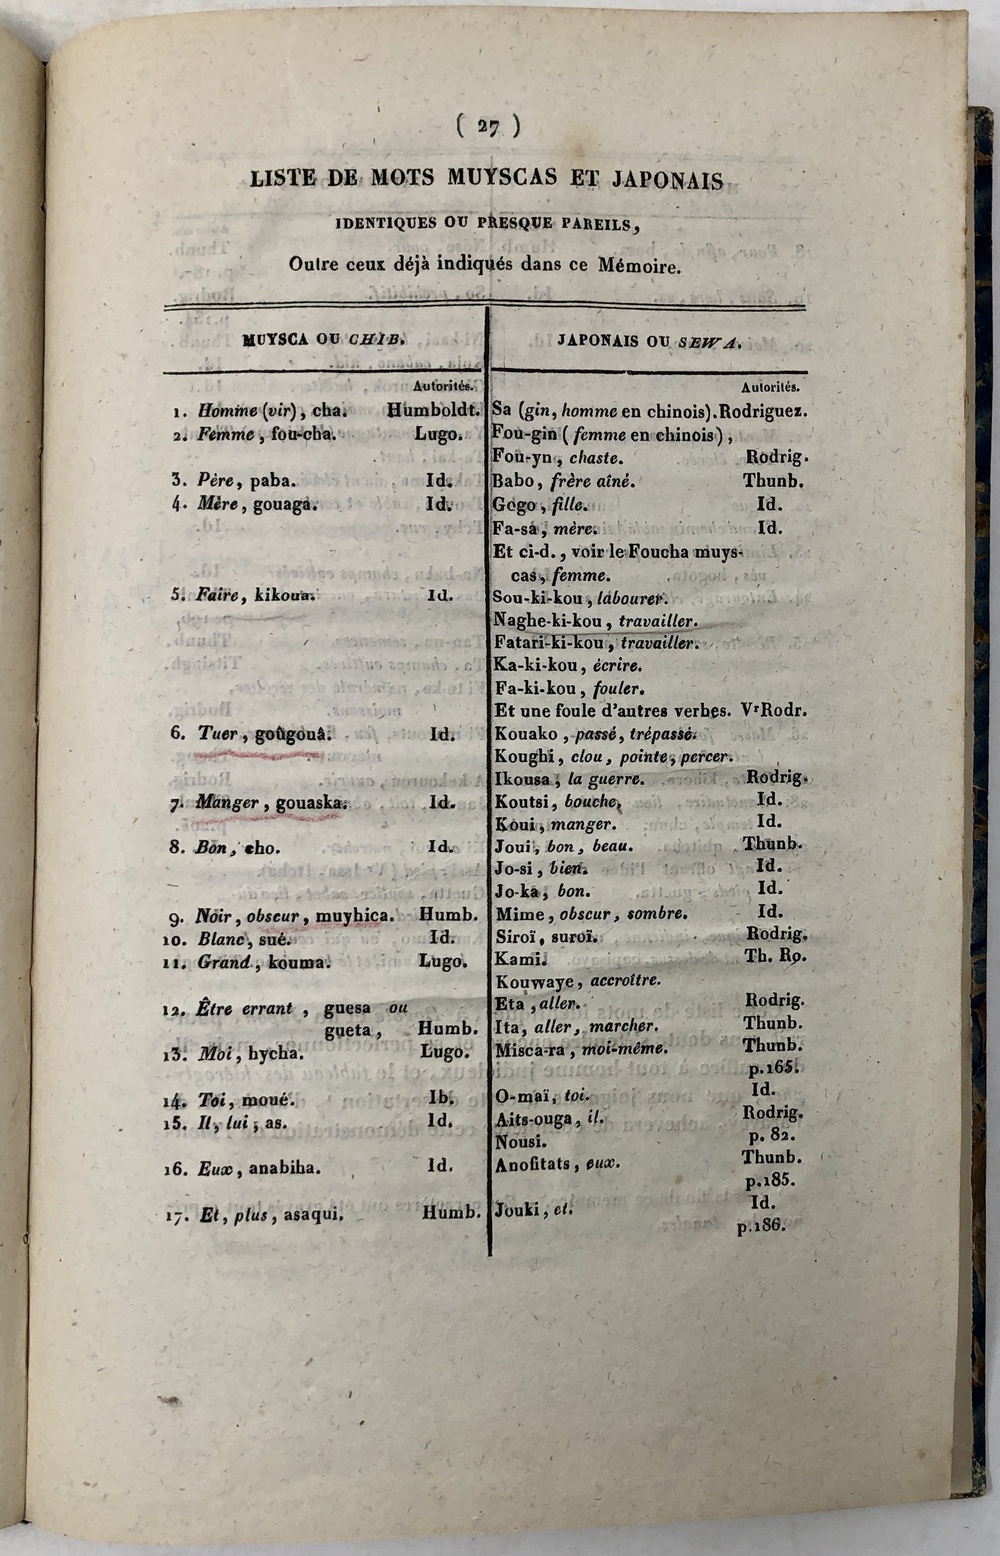 ( 27 )
LISTE DE MOTS MUYSCAS ET JAPONAIS
IDENTIQUES OU PRESQUE PAREILS,
Outre ceux déjà indiqués dans ce Mémoire.
MUYSCA OU CHIB. JAPONAIS OU SEWA.
Autorités. Autorités.
1. Homme (vir), cha. Humboldt. Sa (gin, homme en chinois). Rodriguez.
2. Femme, fou-cha. Lugo. Fou-gin (femme en chinois),
Fou-yn, chaste. Rodrig.
3. Père, paba. Id. Babo, frère aîné. Thunb.
4. Mère, gouaga. Id. Gogo, fille. Id.
Fa-sa, mère. Id.
Et ci-d., voir le Foucha muys-
cas, femme.
5. Faire, kikoua. Id. Sou-ki-kou, labourer.
Naghe-ki-kou, travailler.
Fatari-ki-kou, travailler.
Ka-ki-kou, écrire.
Fa-ki-kou, fouler.
Et une foule d'autres verbes. Vr Rodr.
6. Tuer, goûgouâ. Id. Kouako, passé, trépassé.
Koughi, clou, pointe, percer.
Ikousa, la guerre. Rodrig.
7. Manger, gouaska. Id. Koutsi, bouche, Id.
Koui, manger. Id.
8. Bon, cho. Id. Joui, bon, beau. Thunb.
Jo-si, bien. Id.
Jo-ka, bon. Id.
9. Noir, obscur, muyhica. Humb. Mime, obscur, sombre. Id.
10. Blanc, sué. Id. Siroï, suroï. Rodrig.
11. Grand, kouma. Lugo. Kami. Th. Ro.
Kouwaye, accroître.
12. Être errant, guesa ou Eta, aller. Rodrig.
gueta, Humb. Ita, aller, marcher. Thunb.
13. Moi, hycha. Lugo. Misca-ra, moi-même. Thunb.
p. 165.
14. Toi, moué. Ib. O-maï, toi. Id.
15. Il, lui, as. Id. Aits-ouga, il. Rodrig.
Nousi. p. 82.
16. Eux, anabiha. Id. Anofitats, eux. Thunb.
p. 185.
17. Et, plus, asaqui. Humb. Jouki, et. Id.
p. 186.